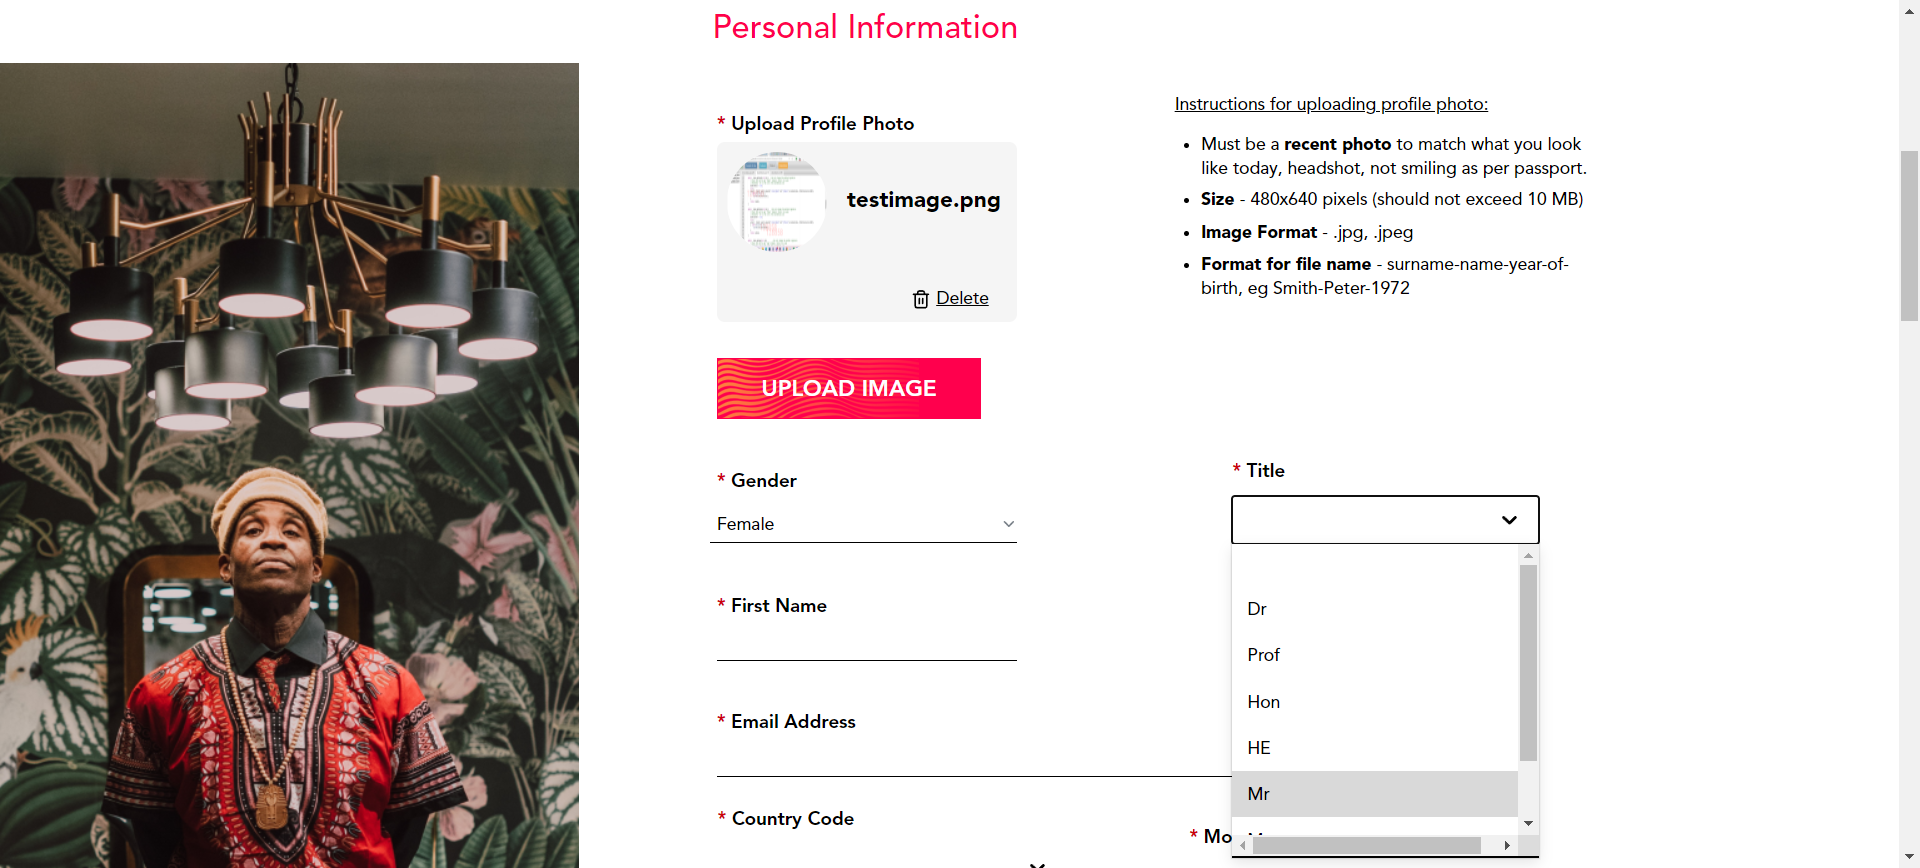 Personal Information
* Upload Profile Photo
testimage.png
Delete
UPLOAD IMAGE
Instructions for uploading profile photo:
• Must be a recent photo to match what you look
like today, headshot, not smiling as per passport.
• Size - 480x640 pixels (should not exceed 10 MB)
• Image Format - .jpg, .jpeg
• Format for file name - surname-name-year-of-
birth, eg Smith-Peter-1972
* Gender
Female
* Title
Dr
Prof
Hon
HE
Mr
* First Name
* Email Address
* Country Code
* Mo